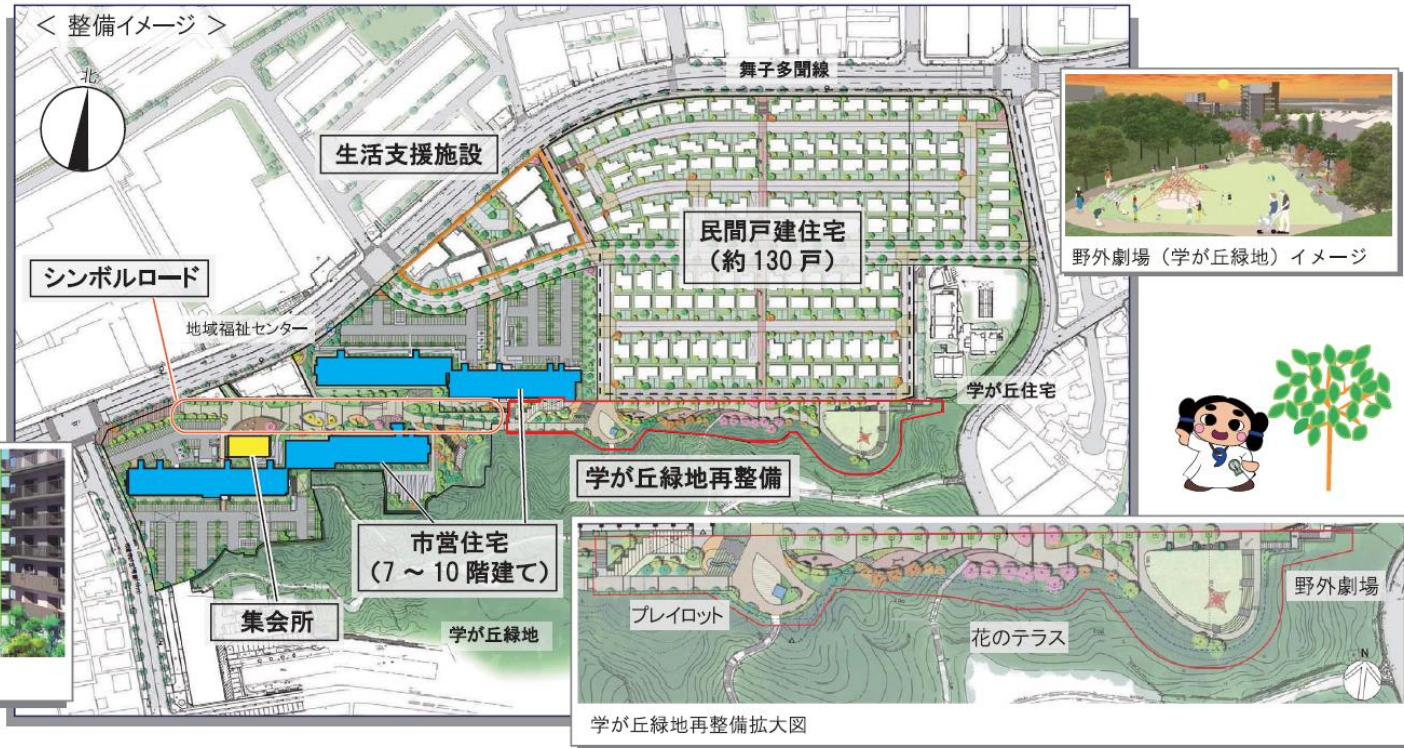 ＜ 整備イメージ ＞
北
舞子多聞線
生活支援施設
民間戸建住宅
（約 130 戸）
野外劇場（学が丘緑地）イメージ
シンボルロード
地域福祉センター
学が丘住宅
学が丘緑地再整備
市営住宅
（7 ～ 10 階建て）
集会所
学が丘緑地
プレイロット
花のテラス
野外劇場
N
学が丘緑地再整備拡大図